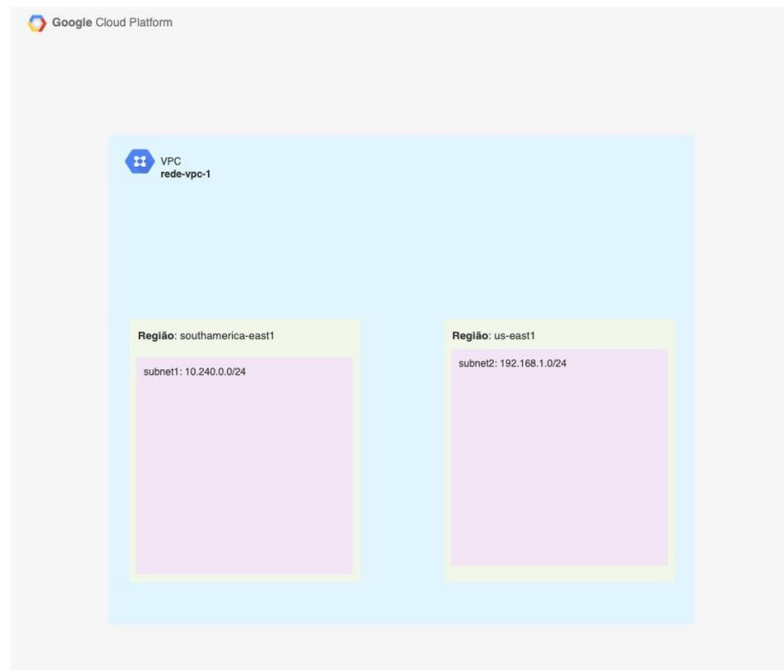 Google Cloud Platform
VPC
rede-vpc-1
Região: southamerica-east1
subnet1: 10.240.0.0/24
Região: us-east1
subnet2: 192.168.1.0/24